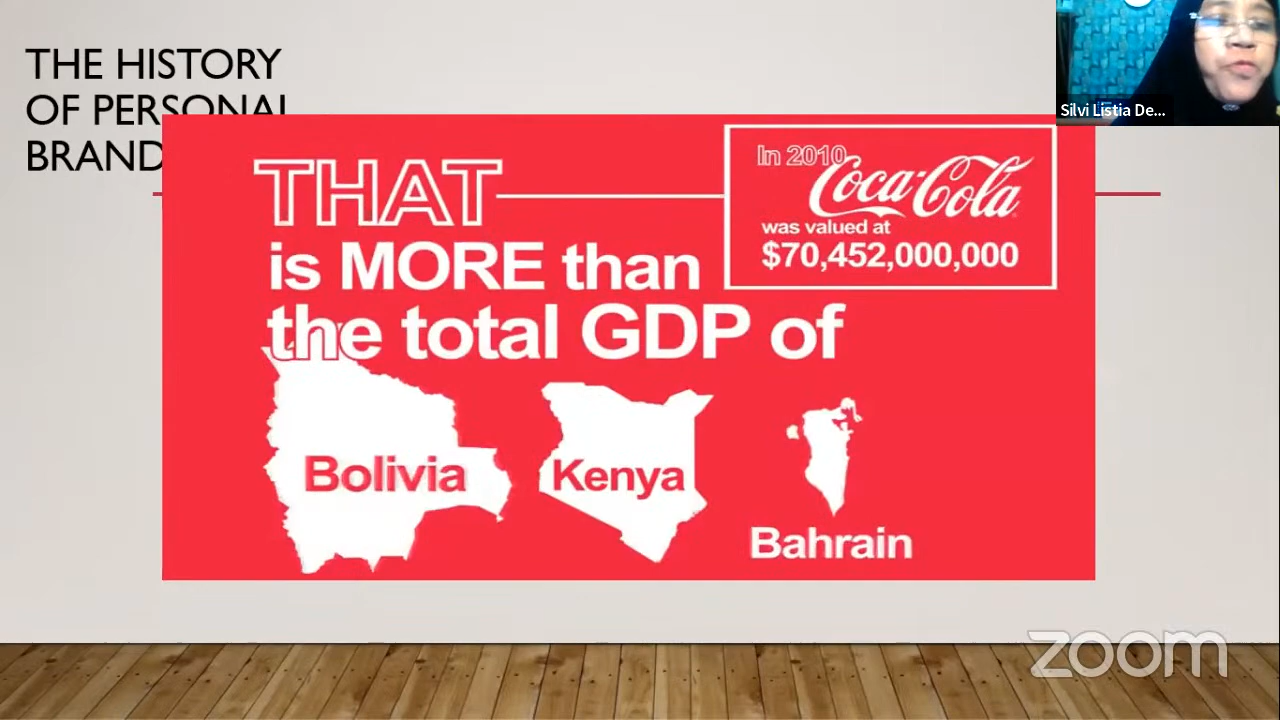 THE HISTORY
OF PERSONAL
BRAND
Silvi Listia De...
THAT
is MORE than
the total GDP of
In 2010
Coca-Cola
was valued at
$70,452,000,000
Bolivia
Kenya
Bahrain
zoom